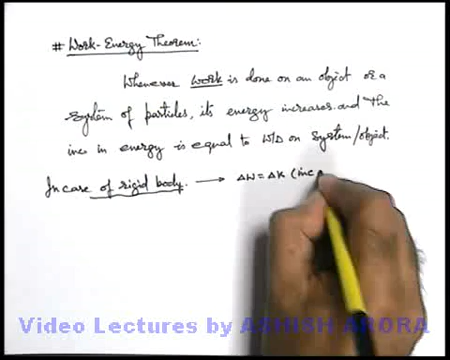 # Work-Energy Theorem:
Whenever work is done on an object or a
system of particles, its energy increases and the
inc in energy is equal to W/D on system/object.
In case of rigid body. → ΔW = ΔK (inc
Video Lectures by ASHISH ARORA